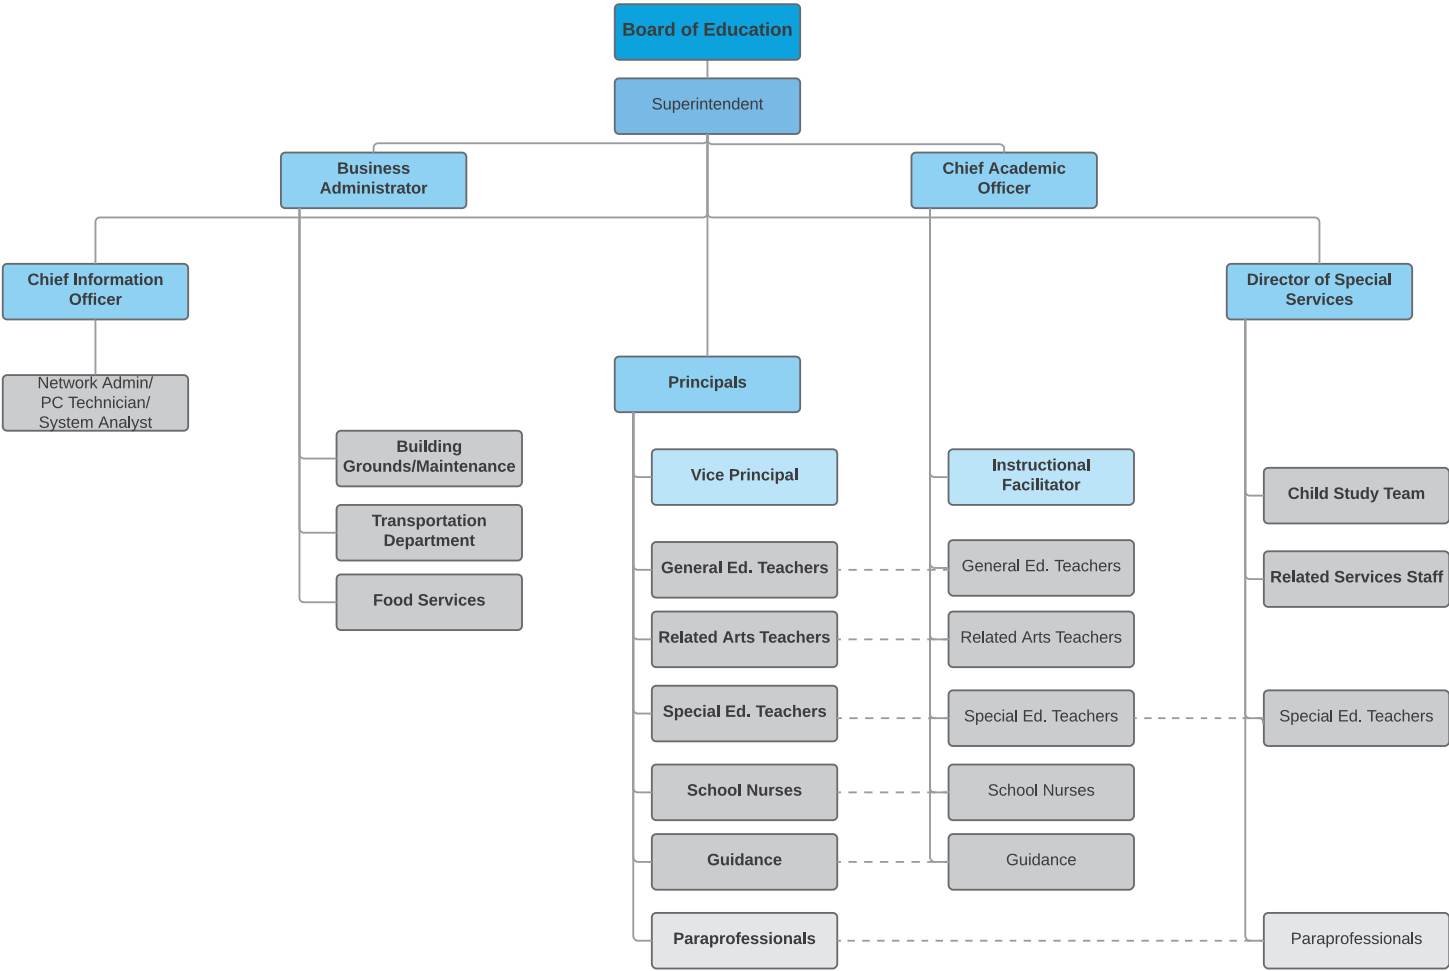 Board of Education
Superintendent
Business
Administrator
Chief Academic
Officer
Chief Information
Officer
Director of Special
Services
Network Admin/
PC Technician/
System Analyst
Principals
Building
Grounds/Maintenance
Transportation
Department
Food Services
Vice Principal
General Ed. Teachers
Related Arts Teachers
Special Ed. Teachers
School Nurses
Guidance
Paraprofessionals
Instructional
Facilitator
General Ed. Teachers
Related Arts Teachers
Special Ed. Teachers
School Nurses
Guidance
Child Study Team
Related Services Staff
Special Ed. Teachers
Paraprofessionals